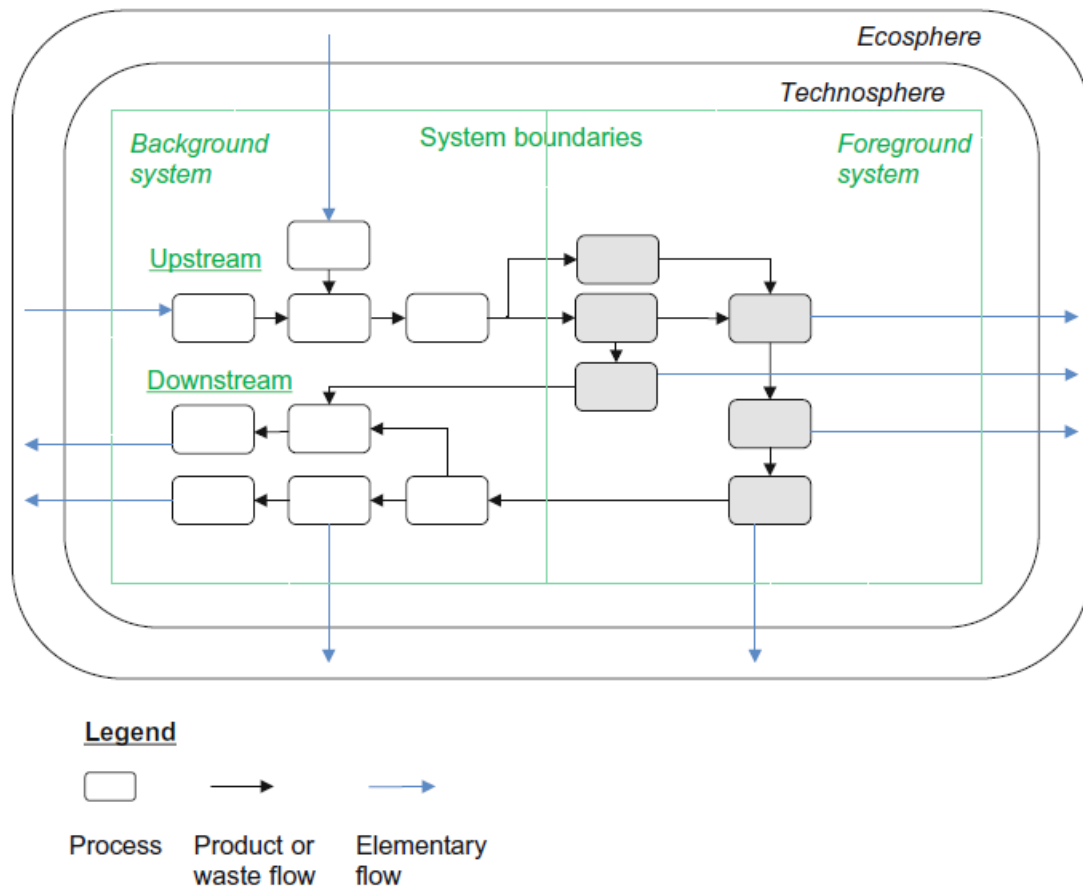 Ecosphere
Technosphere
Background
system
System boundaries
Foreground
system
Upstream
Downstream
Legend
Process
Product or
waste flow
Elementary
flow